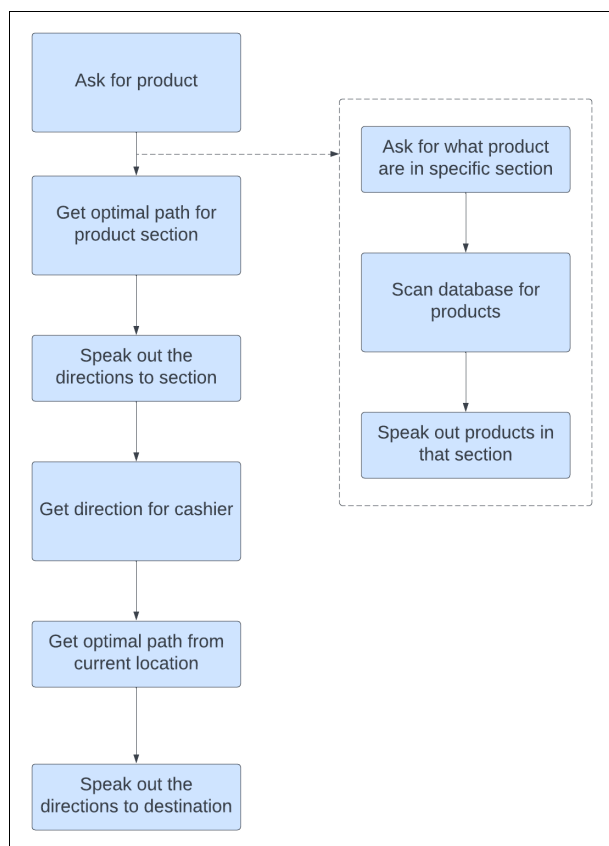 Ask for product
Get optimal path for
product section
Speak out the
directions to section
Get direction for cashier
Get optimal path from
current location
Speak out the
directions to destination
Ask for what product
are in specific section
Scan database for
products
Speak out products in
that section